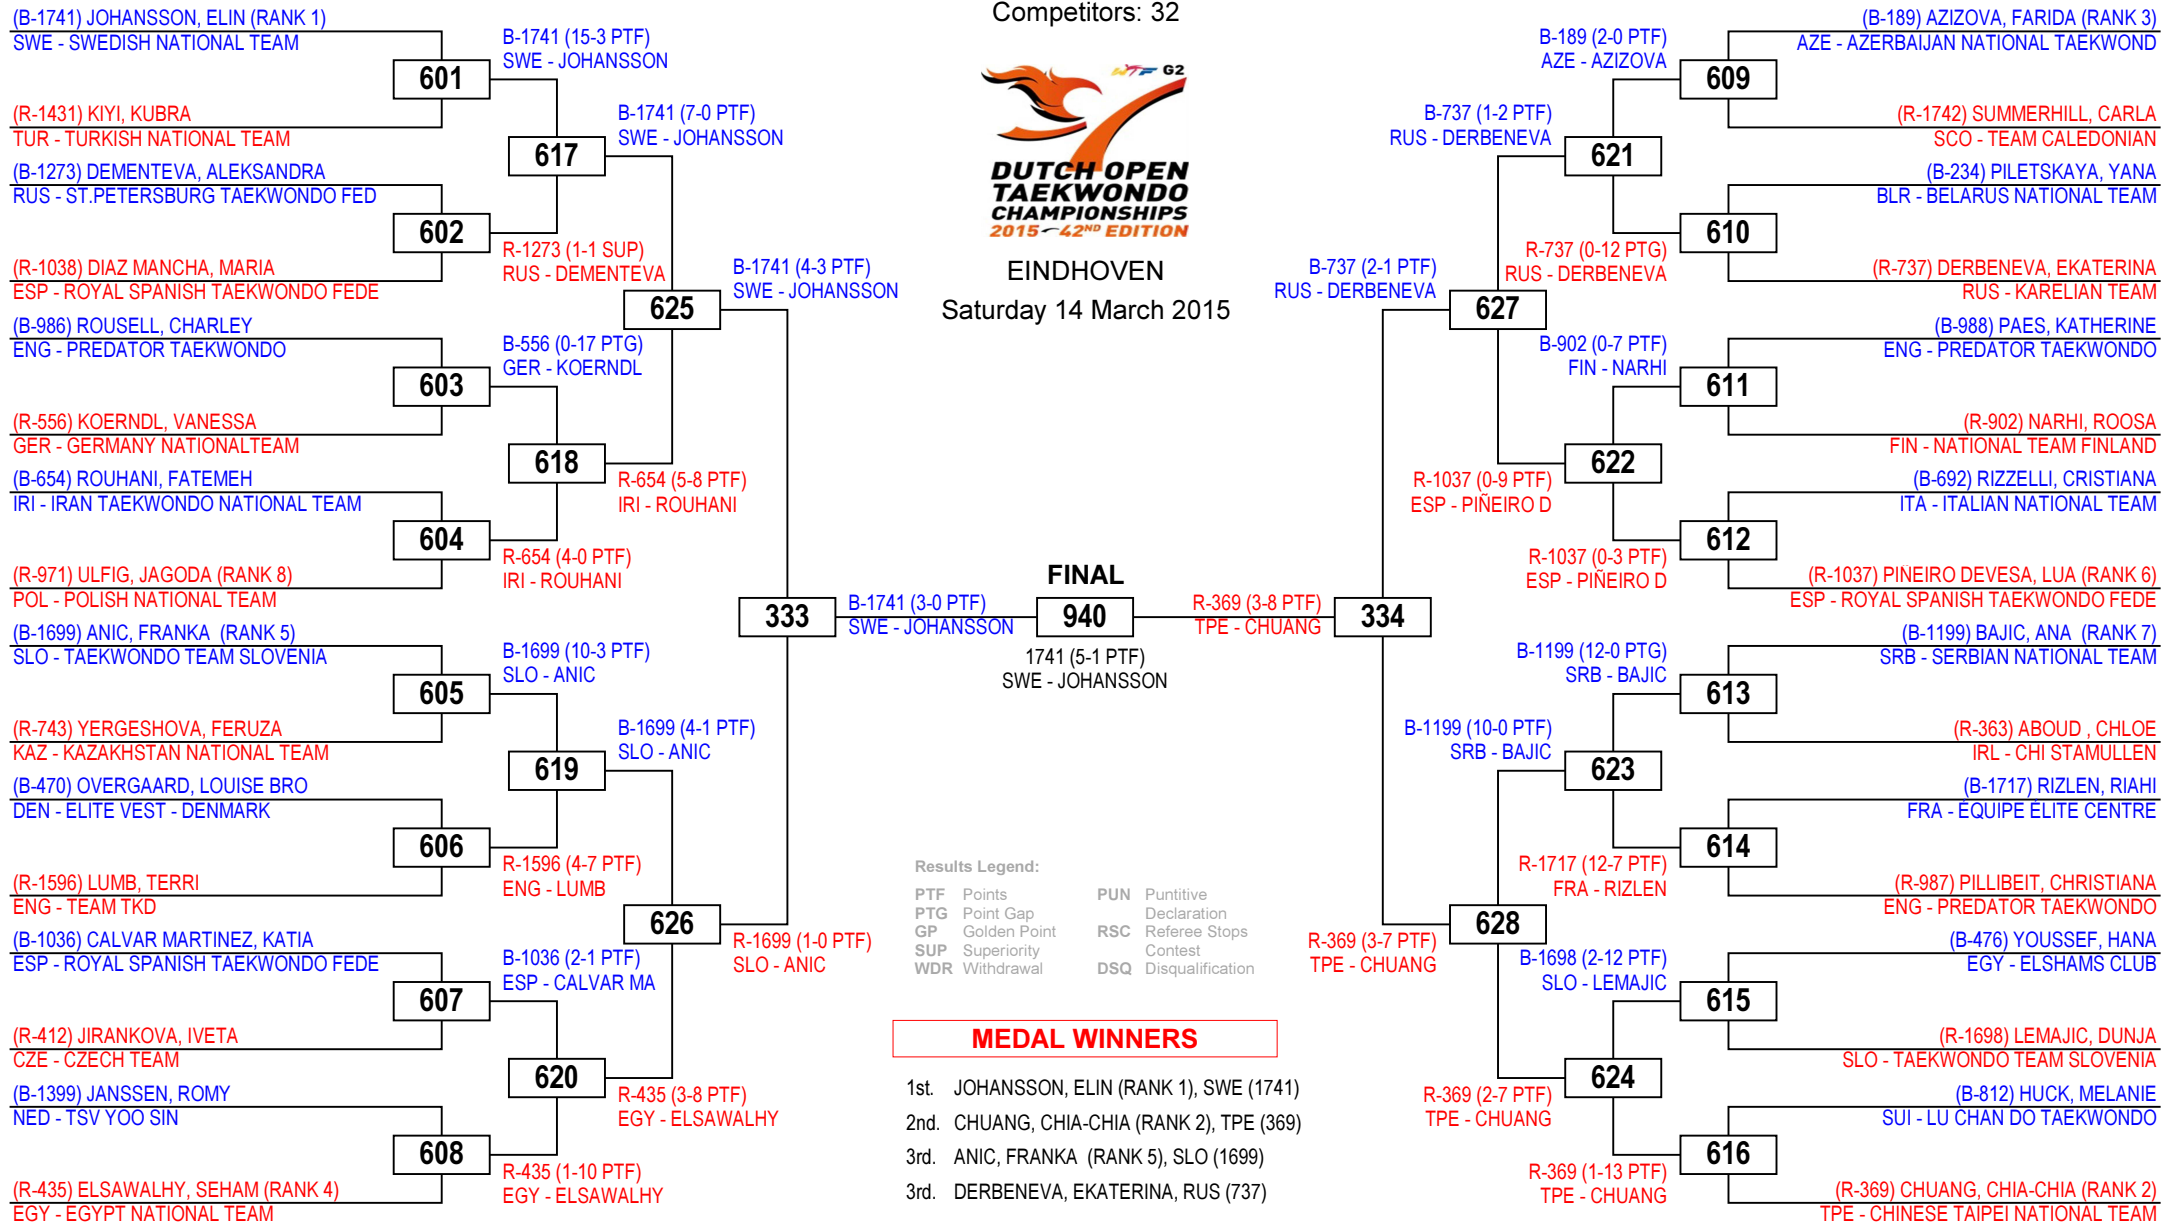 Competitors: 32
WTF G2
DUTCH OPEN
TAEKWONDO
CHAMPIONSHIPS
2015 ~ 42ND EDITION
EINDHOVEN
Saturday 14 March 2015
(B-1741) JOHANSSON, ELIN (RANK 1)
SWE - SWEDISH NATIONAL TEAM
601
(R-1431) KIYI, KUBRA
TUR - TURKISH NATIONAL TEAM
(B-1273) DEMENTEVA, ALEKSANDRA
RUS - ST.PETERSBURG TAEKWONDO FED
602
(R-1038) DIAZ MANCHA, MARIA
ESP - ROYAL SPANISH TAEKWONDO FEDE
(B-986) ROUSELL, CHARLEY
ENG - PREDATOR TAEKWONDO
603
(R-556) KOERNDL, VANESSA
GER - GERMANY NATIONALTEAM
(B-654) ROUHANI, FATEMEH
IRI - IRAN TAEKWONDO NATIONAL TEAM
604
(R-971) ULFIG, JAGODA (RANK 8)
POL - POLISH NATIONAL TEAM
(B-1699) ANIC, FRANKA (RANK 5)
SLO - TAEKWONDO TEAM SLOVENIA
605
(R-743) YERGESHOVA, FERUZA
KAZ - KAZAKHSTAN NATIONAL TEAM
(B-470) OVERGAARD, LOUISE BRO
DEN - ELITE VEST - DENMARK
606
(R-1596) LUMB, TERRI
ENG - TEAM TKD
(B-1036) CALVAR MARTINEZ, KATIA
ESP - ROYAL SPANISH TAEKWONDO FEDE
607
(R-412) JIRANKOVA, IVETA
CZE - CZECH TEAM
(B-1399) JANSSEN, ROMY
NED - TSV YOO SIN
608
(R-435) ELSAWALHY, SEHAM (RANK 4)
EGY - EGYPT NATIONAL TEAM
B-1741 (15-3 PTF)
SWE - JOHANSSON
617
R-1273 (1-1 SUP)
RUS - DEMENTEVA
B-556 (0-17 PTG)
GER - KOERNDL
618
R-654 (4-0 PTF)
IRI - ROUHANI
B-1699 (10-3 PTF)
SLO - ANIC
619
R-1596 (4-7 PTF)
ENG - LUMB
B-1036 (2-1 PTF)
ESP - CALVAR MA
620
R-435 (1-10 PTF)
EGY - ELSAWALHY
B-1741 (7-0 PTF)
SWE - JOHANSSON
625
R-654 (5-8 PTF)
IRI - ROUHANI
B-1699 (4-1 PTF)
SLO - ANIC
626
R-435 (3-8 PTF)
EGY - ELSAWALHY
B-1741 (4-3 PTF)
SWE - JOHANSSON
333
R-1699 (1-0 PTF)
SLO - ANIC
B-1741 (3-0 PTF)
SWE - JOHANSSON
FINAL
940
1741 (5-1 PTF)
SWE - JOHANSSON
R-369 (3-8 PTF)
TPE - CHUANG
334
B-737 (2-1 PTF)
RUS - DERBENEVA
R-369 (3-7 PTF)
TPE - CHUANG
B-737 (1-2 PTF)
RUS - DERBENEVA
627
R-1037 (0-9 PTF)
ESP - PIÑEIRO D
B-1199 (10-0 PTF)
SRB - BAJIC
628
R-369 (2-7 PTF)
TPE - CHUANG
B-189 (2-0 PTF)
AZE - AZIZOVA
621
R-737 (0-12 PTG)
RUS - DERBENEVA
B-902 (0-7 PTF)
FIN - NARHI
622
R-1037 (0-3 PTF)
ESP - PIÑEIRO D
B-1199 (12-0 PTG)
SRB - BAJIC
623
R-1717 (12-7 PTF)
FRA - RIZLEN
B-1698 (2-12 PTF)
SLO - LEMAJIC
624
R-369 (1-13 PTF)
TPE - CHUANG
(B-189) AZIZOVA, FARIDA (RANK 3)
AZE - AZERBAIJAN NATIONAL TAEKWOND
609
(R-1742) SUMMERHILL, CARLA
SCO - TEAM CALEDONIAN
(B-234) PILETSKAYA, YANA
BLR - BELARUS NATIONAL TEAM
610
(R-737) DERBENEVA, EKATERINA
RUS - KARELIAN TEAM
(B-988) PAES, KATHERINE
ENG - PREDATOR TAEKWONDO
611
(R-902) NARHI, ROOSA
FIN - NATIONAL TEAM FINLAND
(B-692) RIZZELLI, CRISTIANA
ITA - ITALIAN NATIONAL TEAM
612
(R-1037) PIÑEIRO DEVESA, LUA (RANK 6)
ESP - ROYAL SPANISH TAEKWONDO FEDE
(B-1199) BAJIC, ANA (RANK 7)
SRB - SERBIAN NATIONAL TEAM
613
(R-363) ABOUD , CHLOE
IRL - CHI STAMULLEN
(B-1717) RIZLEN, RIAHI
FRA - ÉQUIPE ÉLITE CENTRE
614
(R-987) PILLIBEIT, CHRISTIANA
ENG - PREDATOR TAEKWONDO
(B-476) YOUSSEF, HANA
EGY - ELSHAMS CLUB
615
(R-1698) LEMAJIC, DUNJA
SLO - TAEKWONDO TEAM SLOVENIA
(B-812) HUCK, MELANIE
SUI - LU CHAN DO TAEKWONDO
616
(R-369) CHUANG, CHIA-CHIA (RANK 2)
TPE - CHINESE TAIPEI NATIONAL TEAM
Results Legend:
PTF Points PUN Puntitive
PTG Point Gap Declaration
GP Golden Point RSC Referee Stops
SUP Superiority Contest
WDR Withdrawal DSQ Disqualification
MEDAL WINNERS
1st. JOHANSSON, ELIN (RANK 1), SWE (1741)
2nd. CHUANG, CHIA-CHIA (RANK 2), TPE (369)
3rd. ANIC, FRANKA (RANK 5), SLO (1699)
3rd. DERBENEVA, EKATERINA, RUS (737)